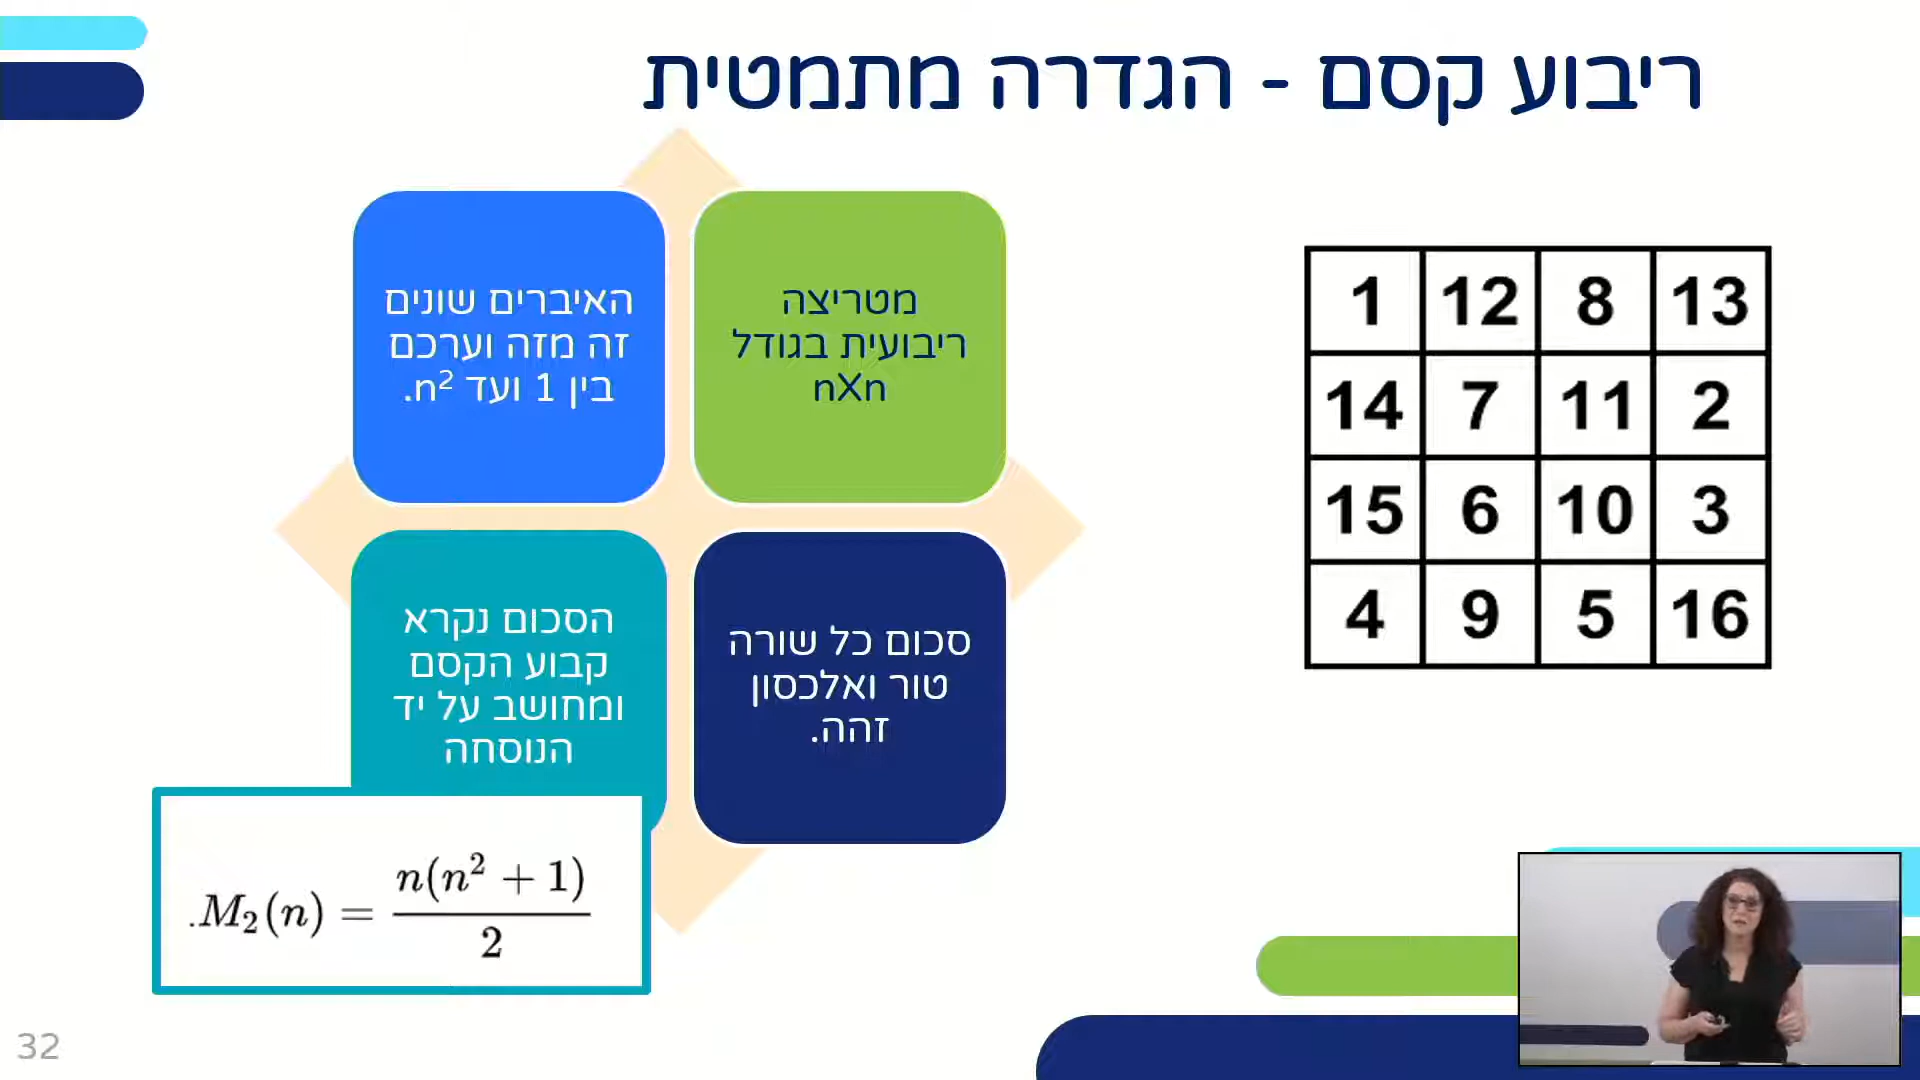 ריבוע קסם - הגדרה מתמטית
מטריצה
ריבועית בגודל
nXn
האיברים שונים
זה מזה וערכם
בין 1 ועד n².
סכום כל שורה
טור ואלכסון
זהה.
הסכום נקרא
קבוע הקסם
ומחושב על יד
הנוסחה
.M₂(n) = n(n² + 1) / 2
1 12 8 13
14 7 11 2
15 6 10 3
4 9 5 16
32